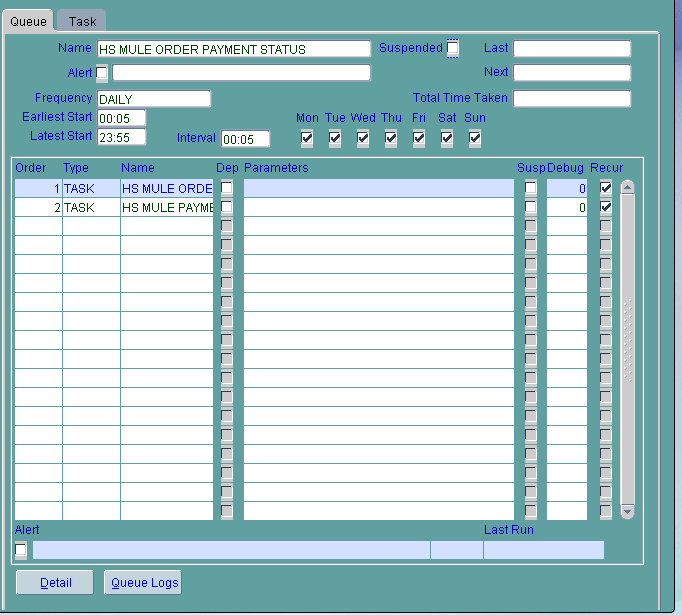 Queue Task
Name HS MULE ORDER PAYMENT STATUS Suspended Last
Alert Next
Frequency DAILY Total Time Taken
Earliest Start 00:05 Mon Tue Wed Thu Fri Sat Sun
Latest Start 23:55 Interval 00:05
Order Type Name Dep Parameters Susp Debug Recur
1 TASK HS MULE ORDE 0
2 TASK HS MULE PAYME 0
Alert Last Run
Detail Queue Logs